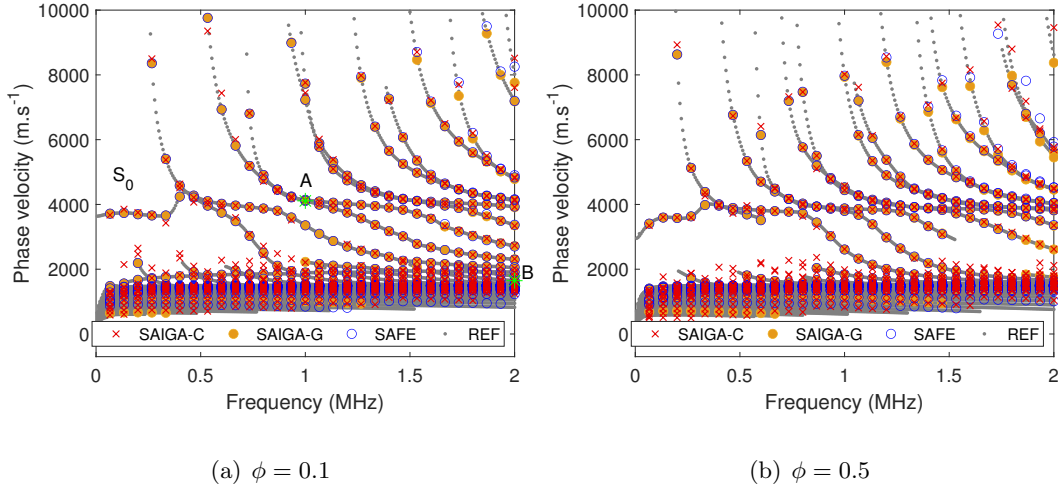 10000
8000
6000
4000
2000
0
Phase velocity (m.s⁻¹)
S₀
A
B
SAIGA-C SAIGA-G SAFE REF
0 0.5 1 1.5 2
Frequency (MHz)
(a) ϕ = 0.1
10000
8000
6000
4000
2000
0
Phase velocity (m.s⁻¹)
SAIGA-C SAIGA-G SAFE REF
0 0.5 1 1.5 2
Frequency (MHz)
(b) ϕ = 0.5